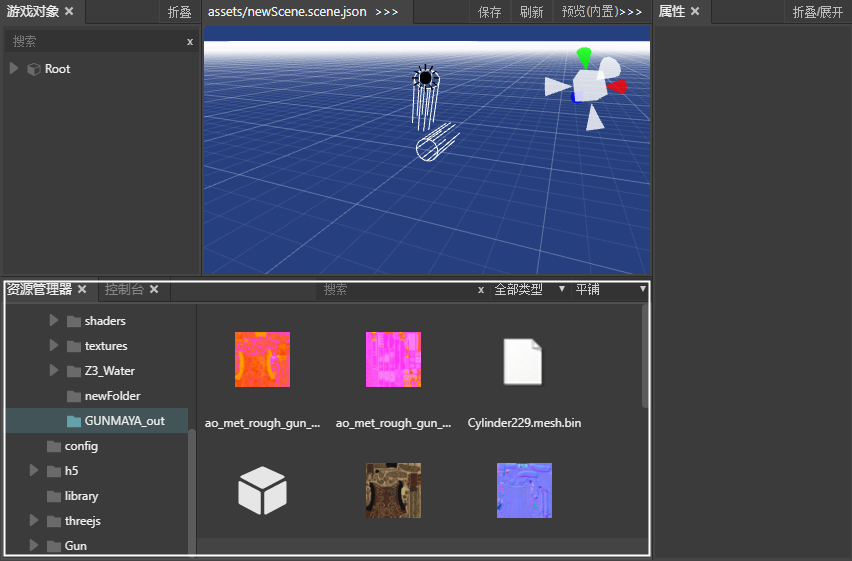 游戏对象 × 折叠
搜索 x
Root
assets/newScene.scene.json >>> 保存 刷新 预览(内置)>>>
属性 × 折叠/展开
资源管理器 × 控制台 × 搜索 x 全部类型 ▼ 平铺 ▼
shaders
textures
Z3_Water
newFolder
GUNMAYA_out
config
h5
library
threejs
Gun
ao_met_rough_gun_... ao_met_rough_gun_... Cylinder229.mesh.bin